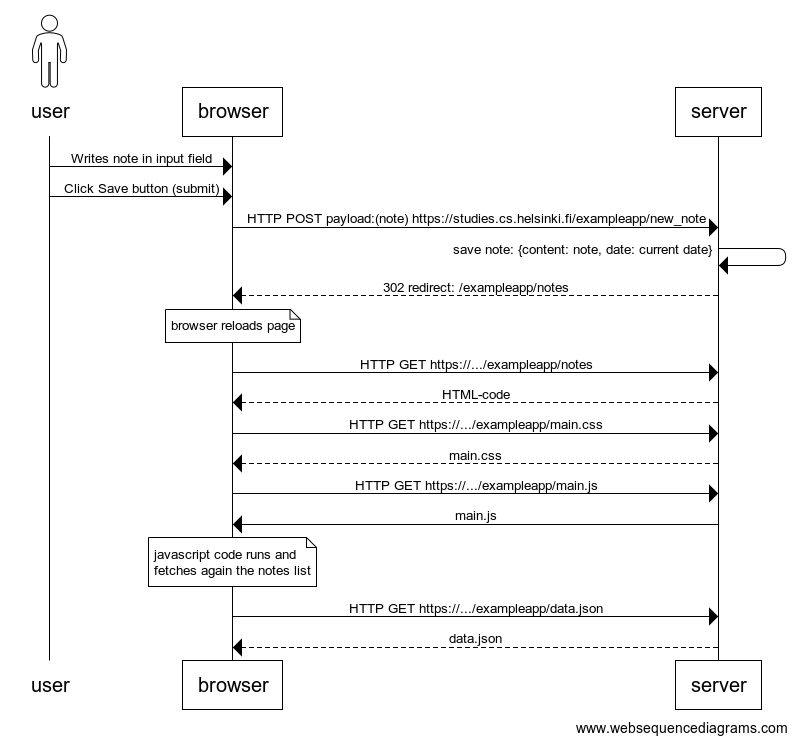 user
browser
server
Writes note in input field
Click Save button (submit)
HTTP POST payload:(note) https://studies.cs.helsinki.fi/exampleapp/new_note
save note: {content: note, date: current date}
302 redirect: /exampleapp/notes
browser reloads page
HTTP GET https://.../exampleapp/notes
HTML-code
HTTP GET https://.../exampleapp/main.css
main.css
HTTP GET https://.../exampleapp/main.js
main.js
javascript code runs and
fetches again the notes list
HTTP GET https://.../exampleapp/data.json
data.json
user
browser
server
www.websequencediagrams.com